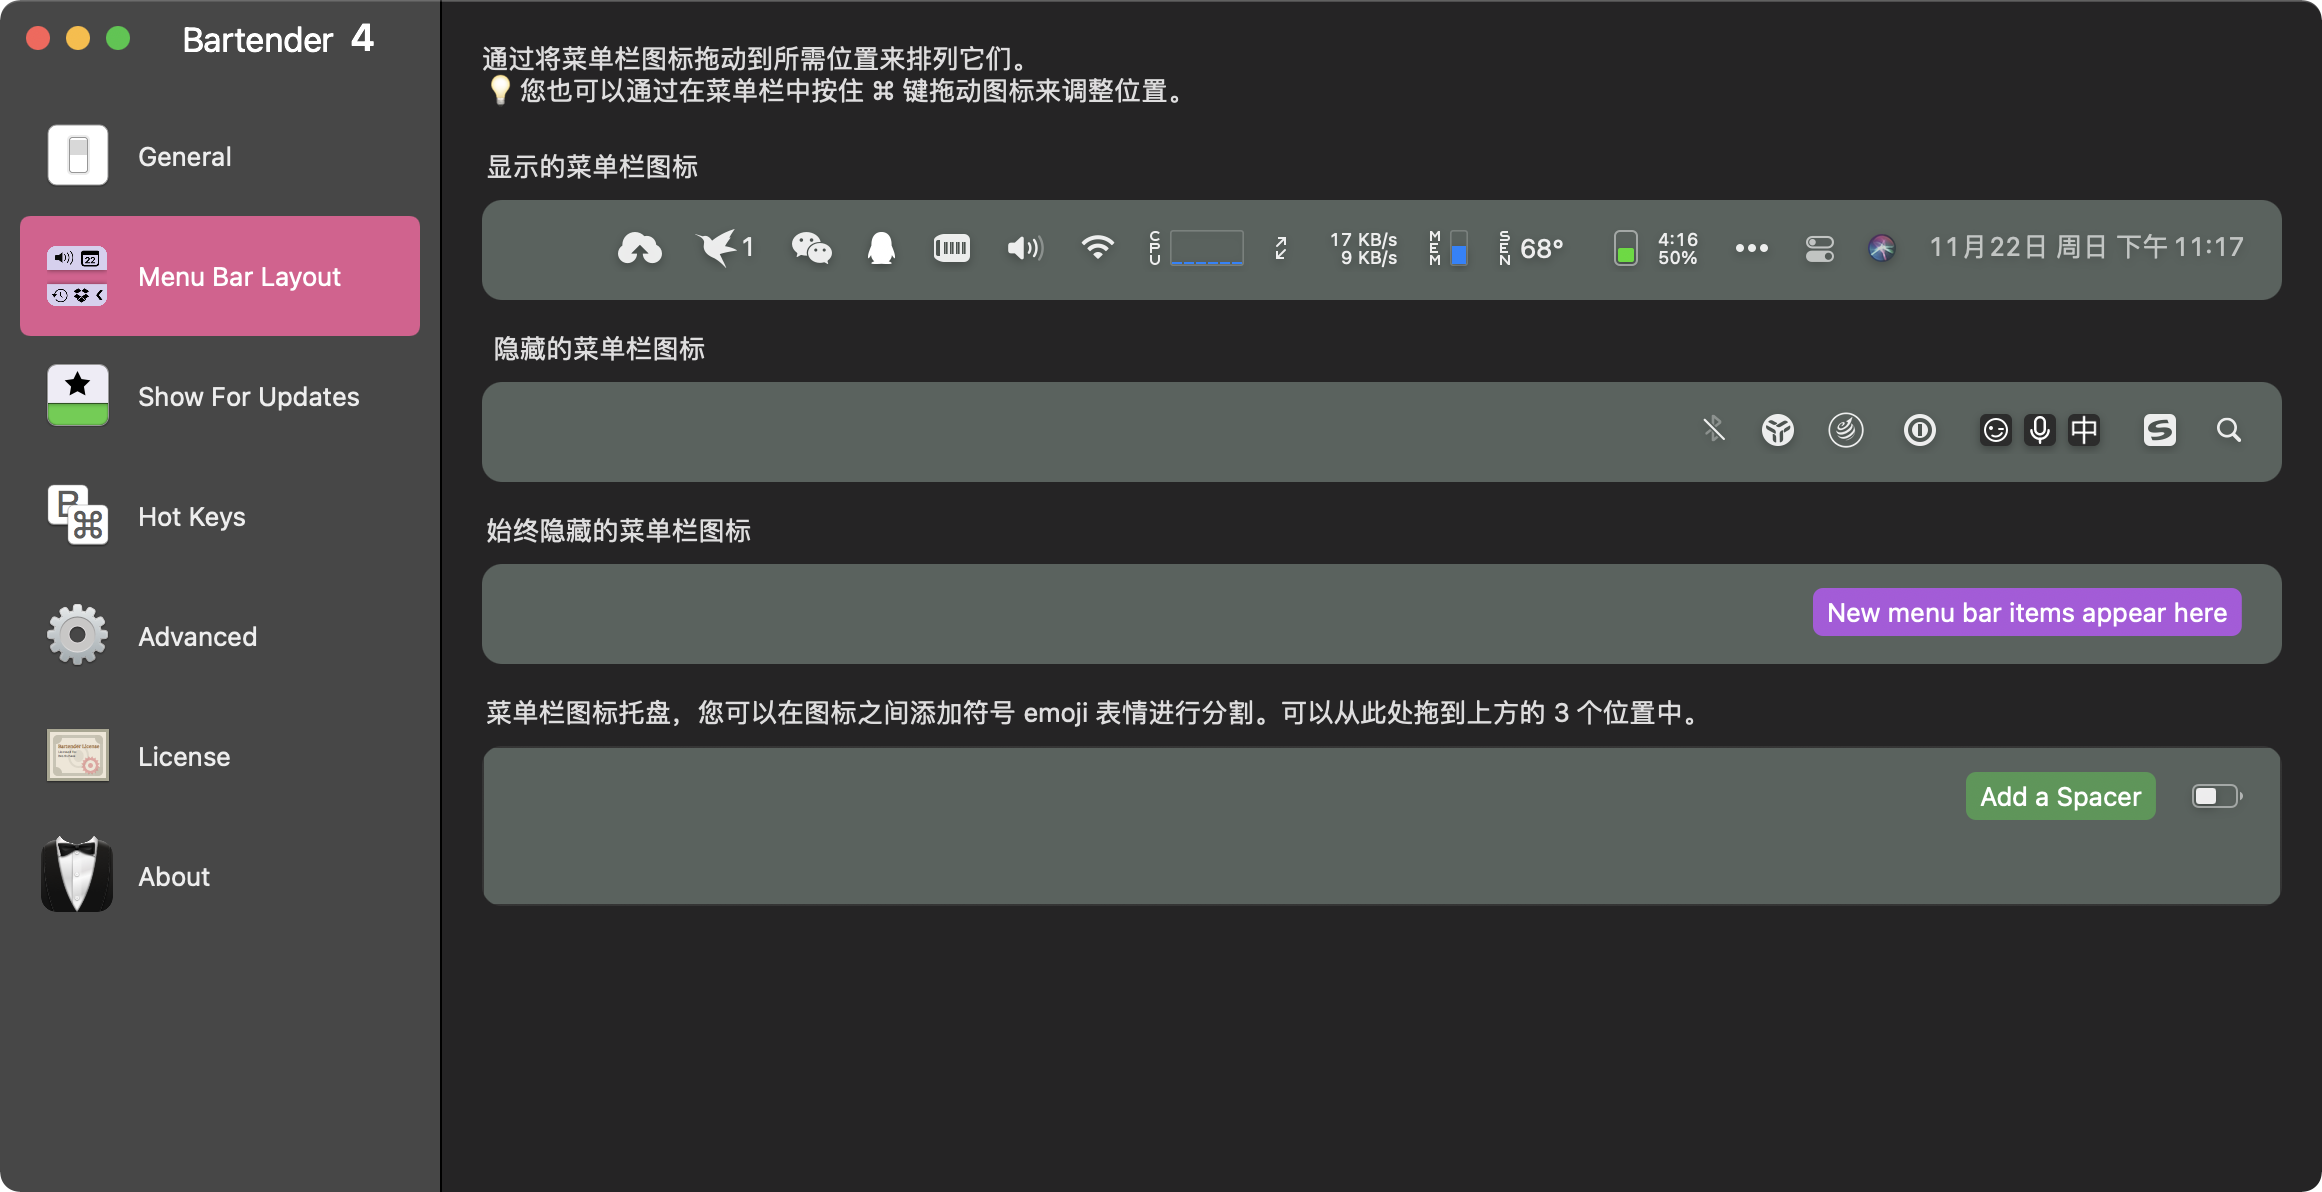 Bartender 4
General
Menu Bar Layout
Show For Updates
Hot Keys
Advanced
License
About
通过将菜单栏图标拖动到所需位置来排列它们。
💡 您也可以通过在菜单栏中按住 ⌘ 键拖动图标来调整位置。
显示的菜单栏图标
1
CPU
17 KB/s
9 KB/s
MEM
SEN 68°
4:16
50%
11月22日 周日 下午 11:17
隐藏的菜单栏图标
中
始终隐藏的菜单栏图标
New menu bar items appear here
菜单栏图标托盘，您可以在图标之间添加符号 emoji 表情进行分割。可以从此处拖到上方的 3 个位置中。
Add a Spacer